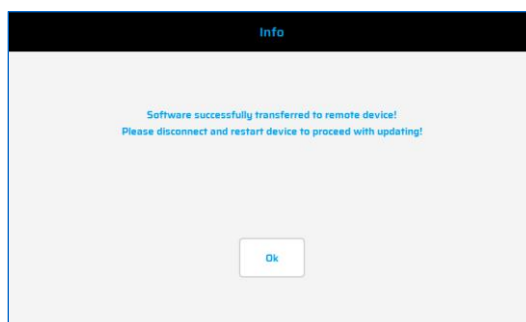 Info
Software successfully transferred to remote device!
Please disconnect and restart device to proceed with updating!
Ok